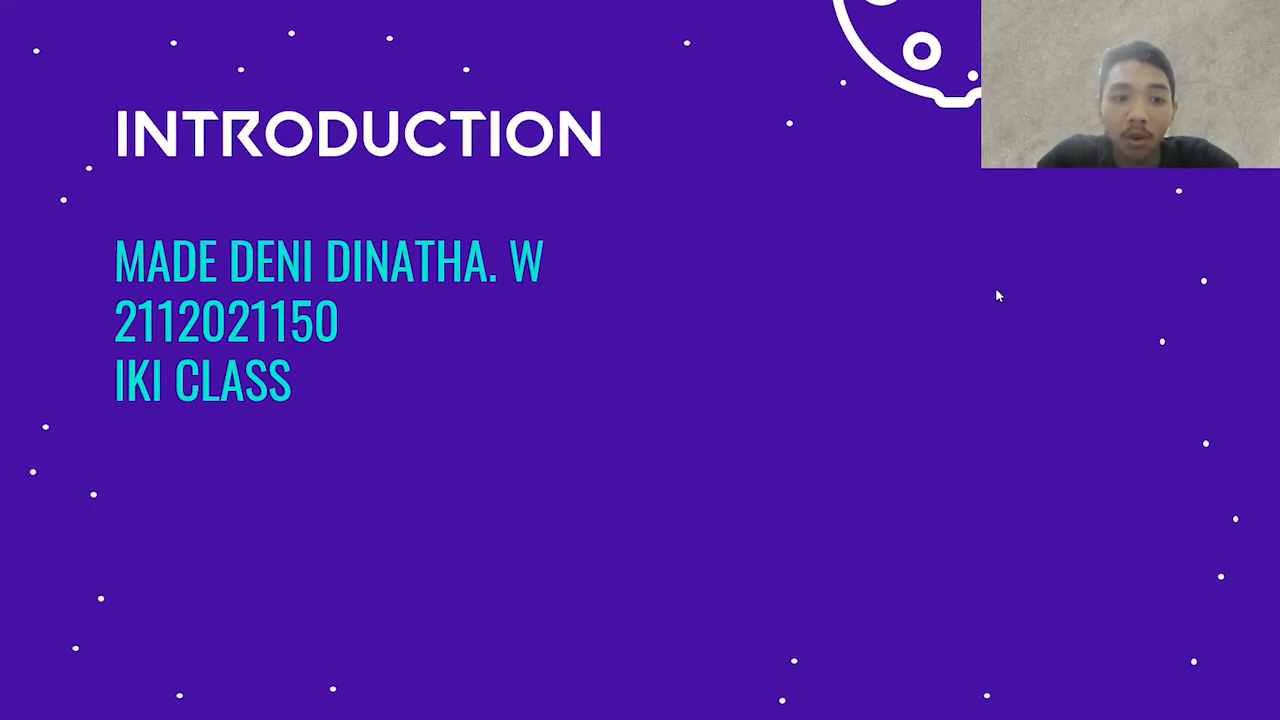 INTRODUCTION
MADE DENI DINATHA. W
2112021150
IKI CLASS